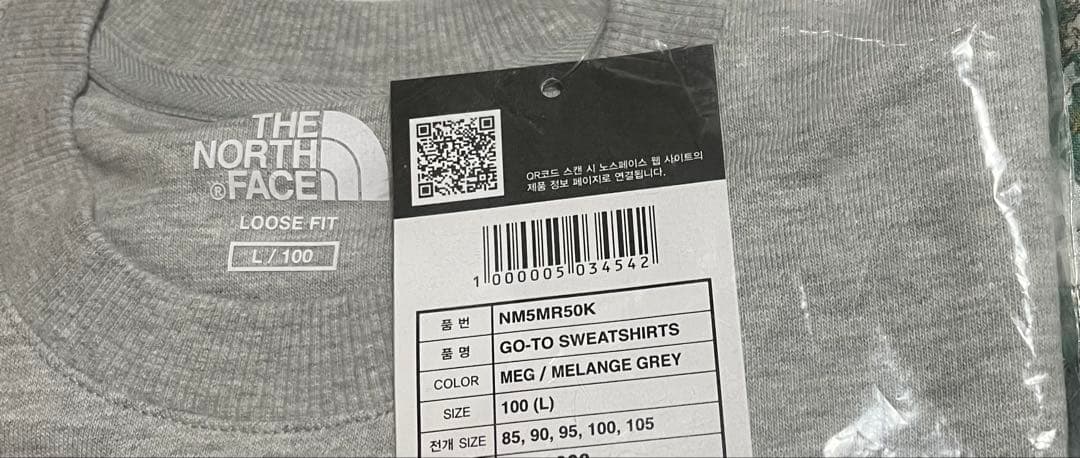 THE
NORTH
® FACE
LOOSE FIT
L / 100
QR코드 스캔 시 노스페이스 웹 사이트의
제품 정보 페이지로 연결됩니다.
1 000005 034542
품 번 NM5MR50K
품 명 GO-TO SWEATSHIRTS
COLOR MEG / MELANGE GREY
SIZE 100 (L)
전개 SIZE 85, 90, 95, 100, 105